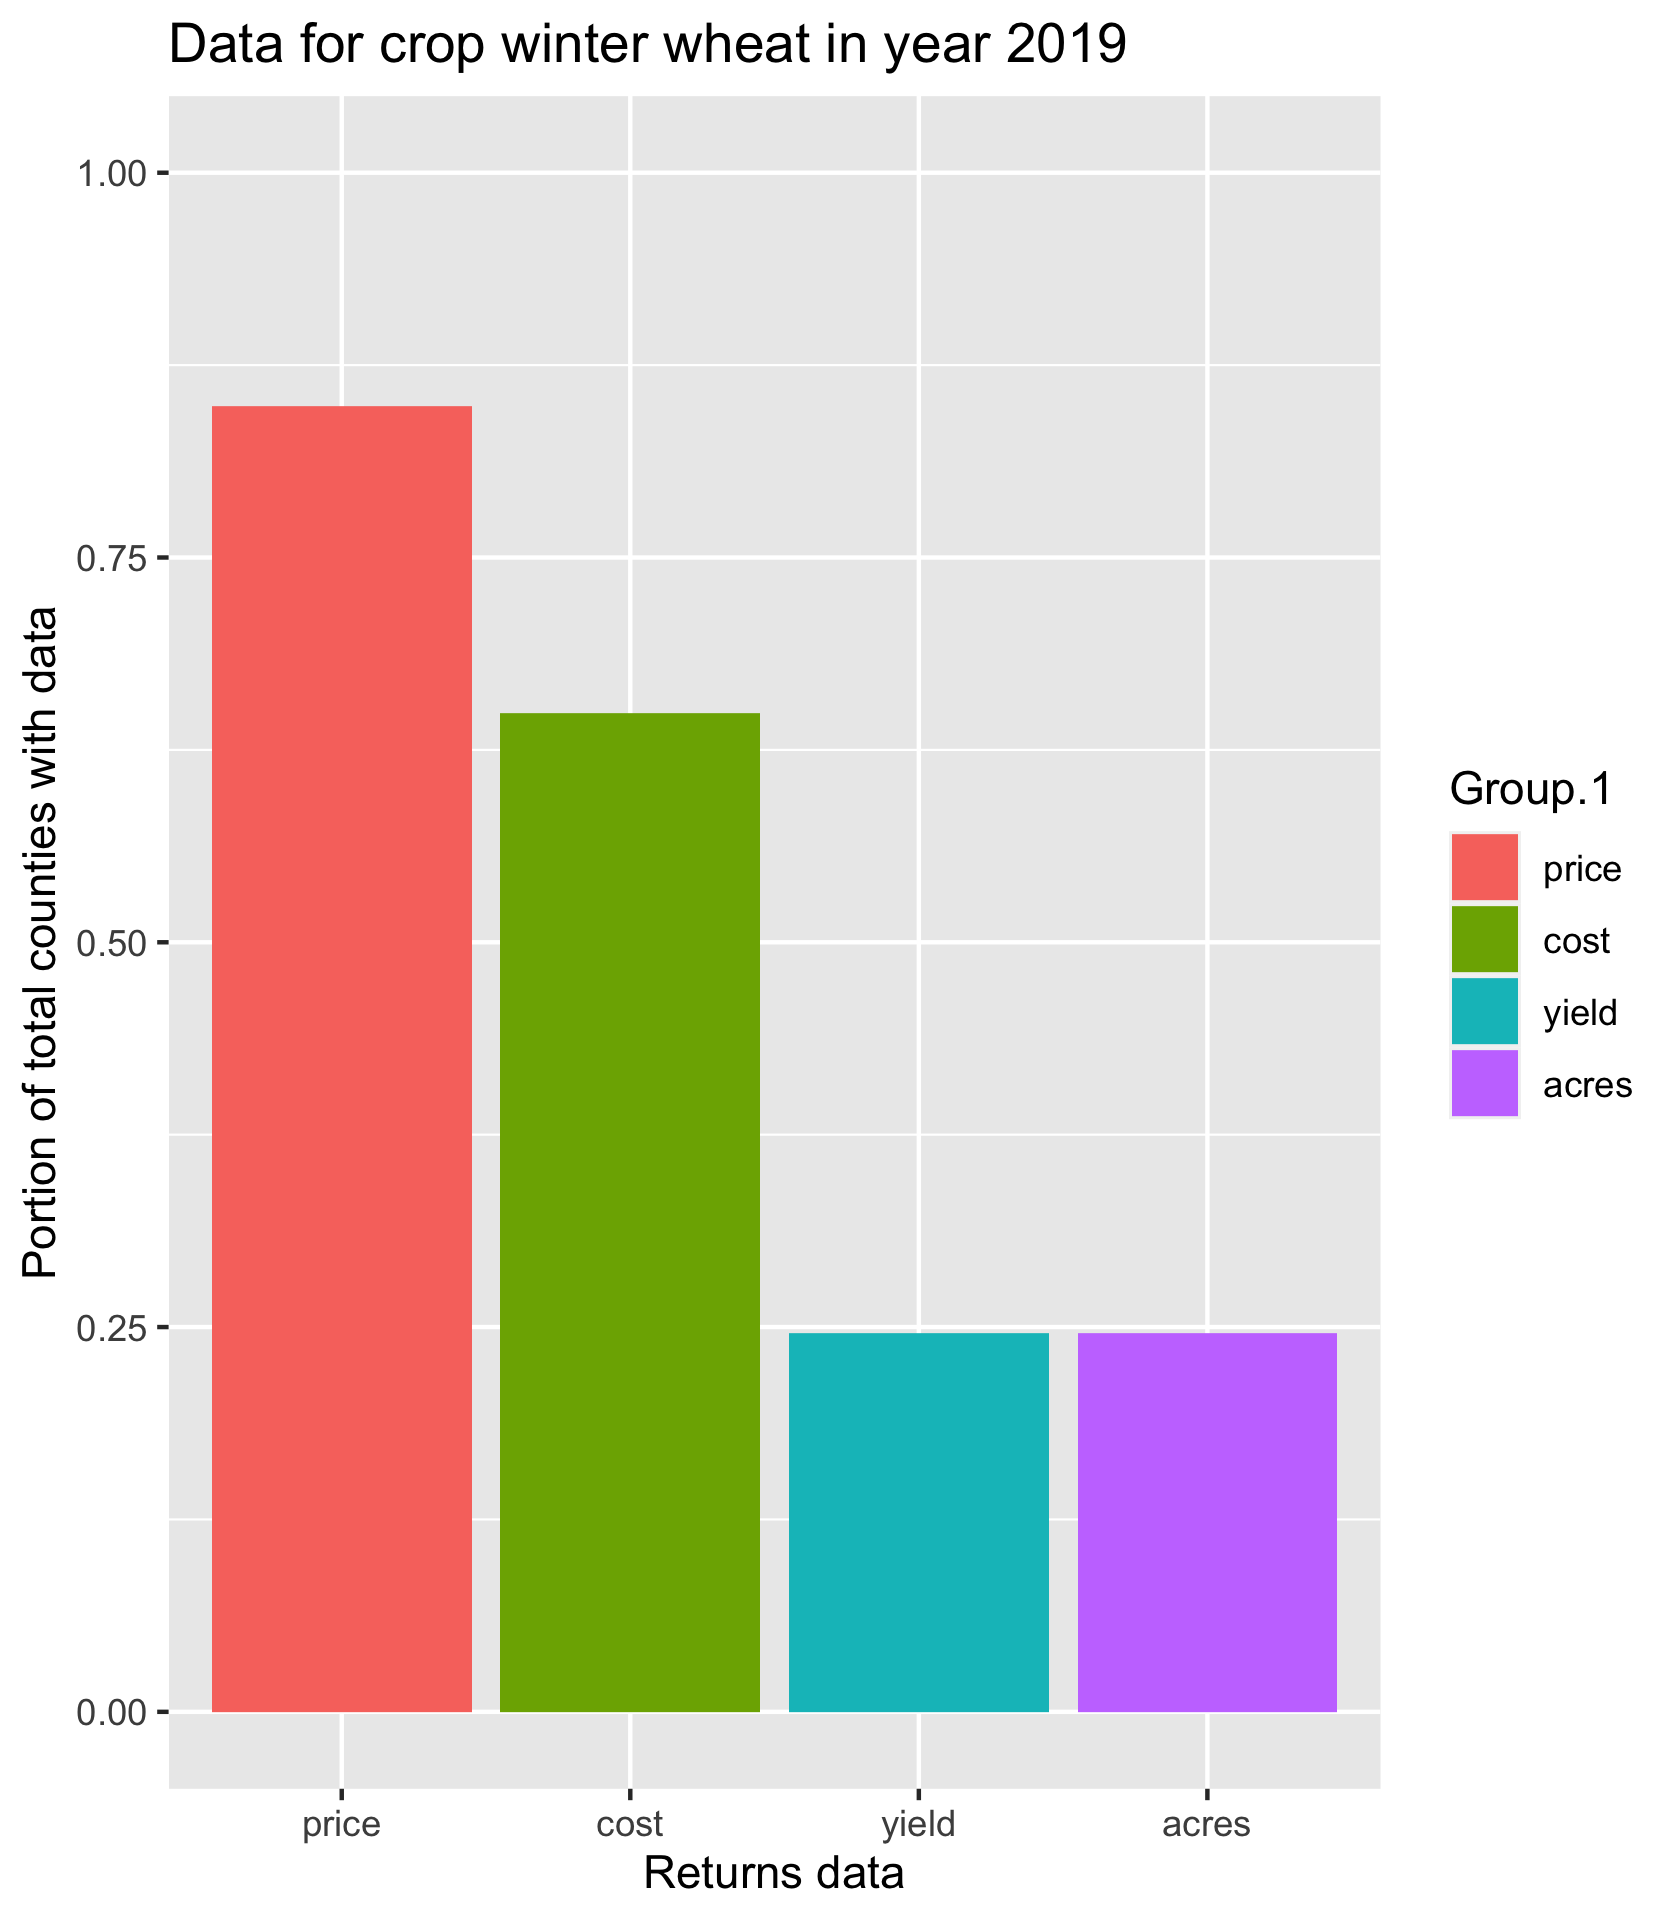 Data for crop winter wheat in year 2019
Portion of total counties with data
1.00
0.75
0.50
0.25
0.00
price
cost
yield
acres
Returns data
Group.1
price
cost
yield
acres